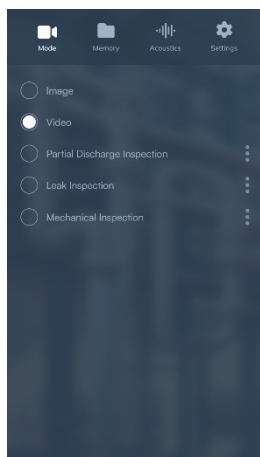 Mode Memory Acoustics Settings
Image
Video
Partial Discharge Inspection
Leak Inspection
Mechanical Inspection